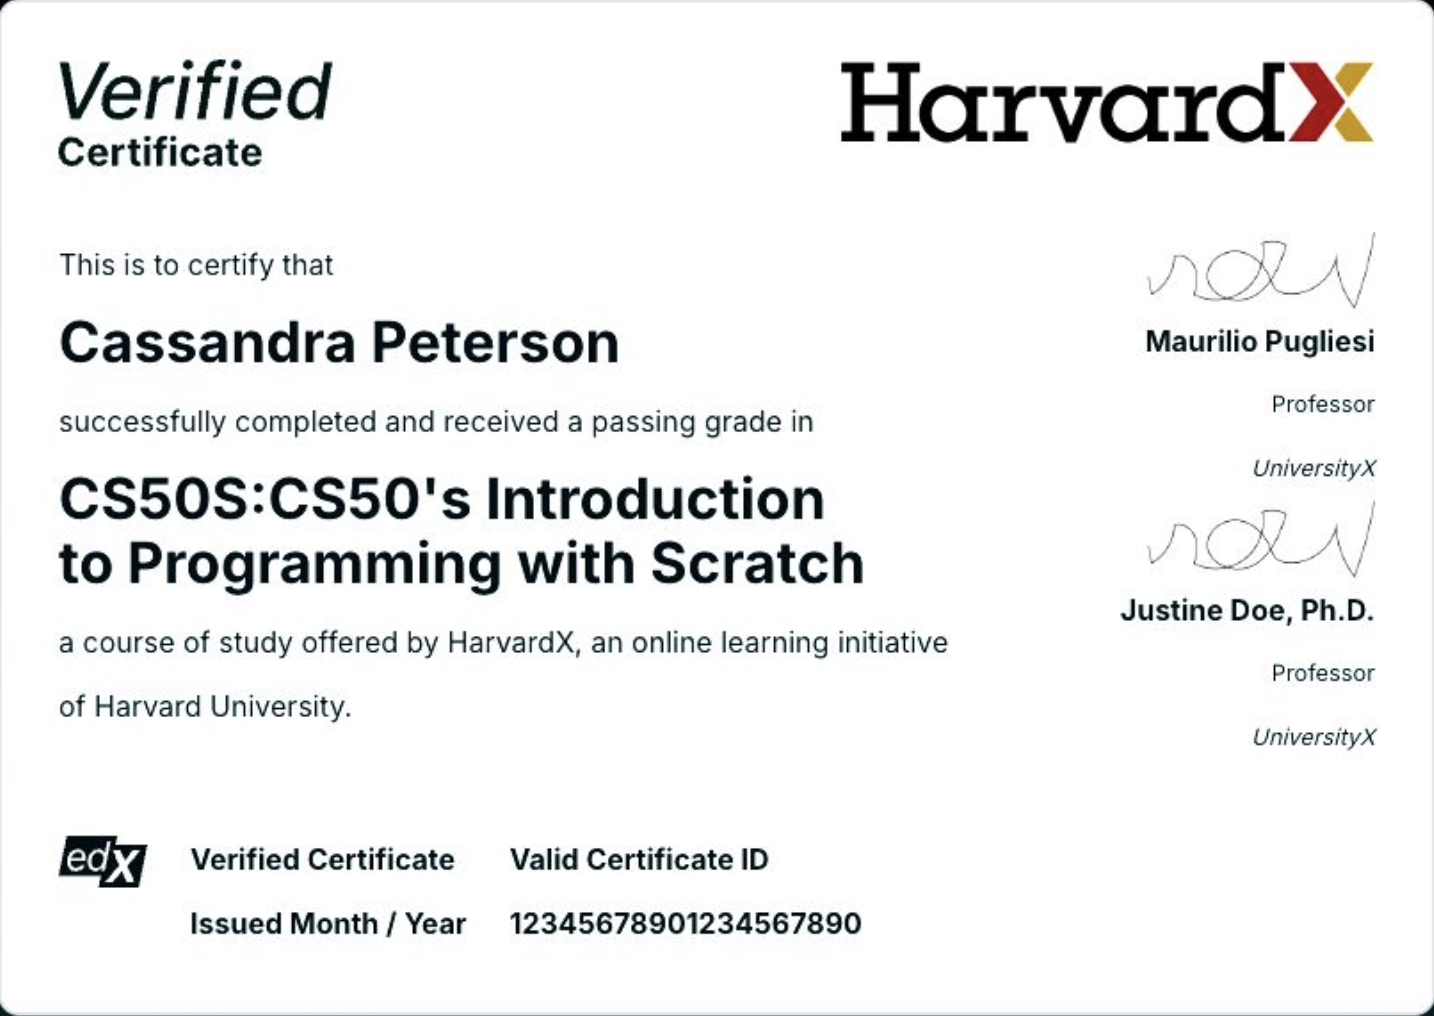 Verified
Certificate
HarvardX
This is to certify that
Cassandra Peterson
successfully completed and received a passing grade in
CS50S:CS50's Introduction
to Programming with Scratch
a course of study offered by HarvardX, an online learning initiative
of Harvard University.
Maurilio Pugliesi
Professor
UniversityX
Justine Doe, Ph.D.
Professor
UniversityX
edX
Verified Certificate
Issued Month / Year
Valid Certificate ID
12345678901234567890